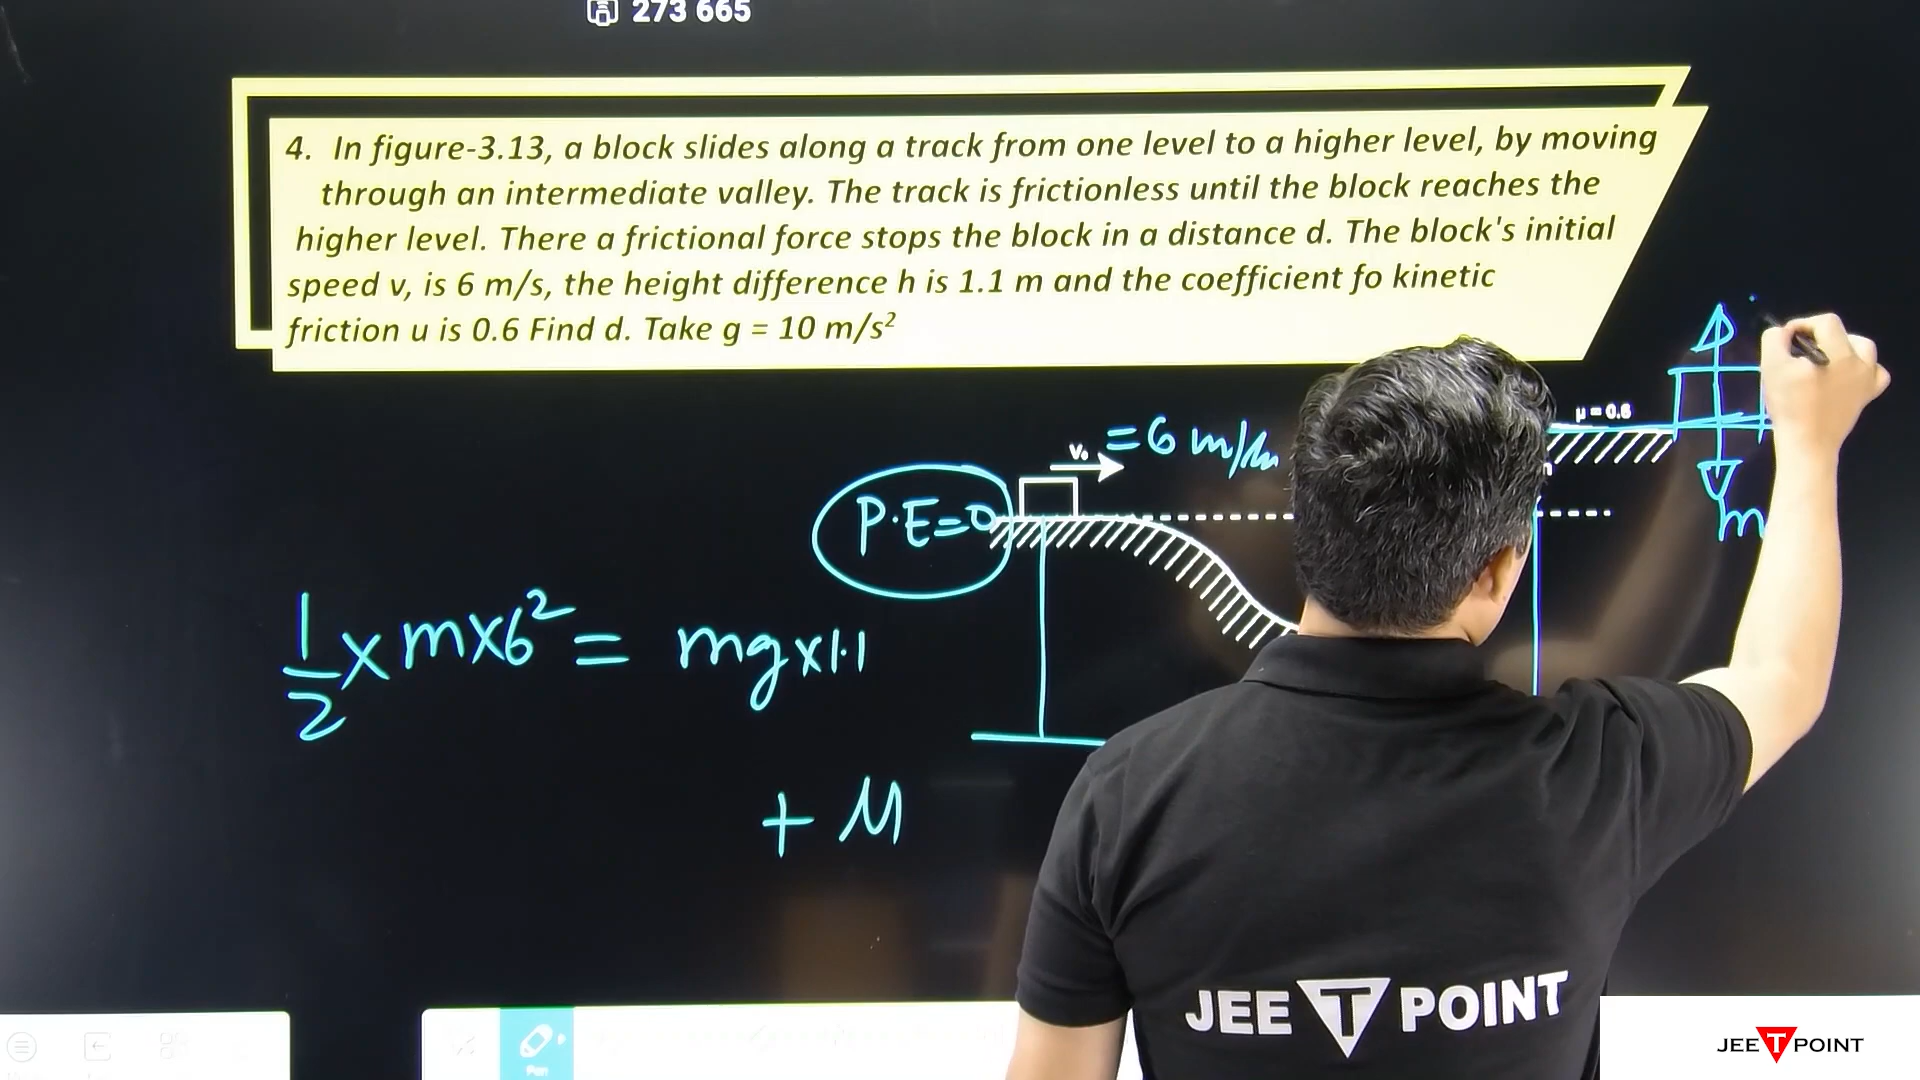 273 665
4. In figure-3.13, a block slides along a track from one level to a higher level, by moving
through an intermediate valley. The track is frictionless until the block reaches the
higher level. There a frictional force stops the block in a distance d. The block's initial
speed v, is 6 m/s, the height difference h is 1.1 m and the coefficient fo kinetic
friction u is 0.6 Find d. Take g = 10 m/s²
μ = 0.6
v₀ = 6 m/s
P.E=0
m
1/2 x m x 6² = mg x 1.1
+ μ
Pen
JEE T POINT
JEE T POINT